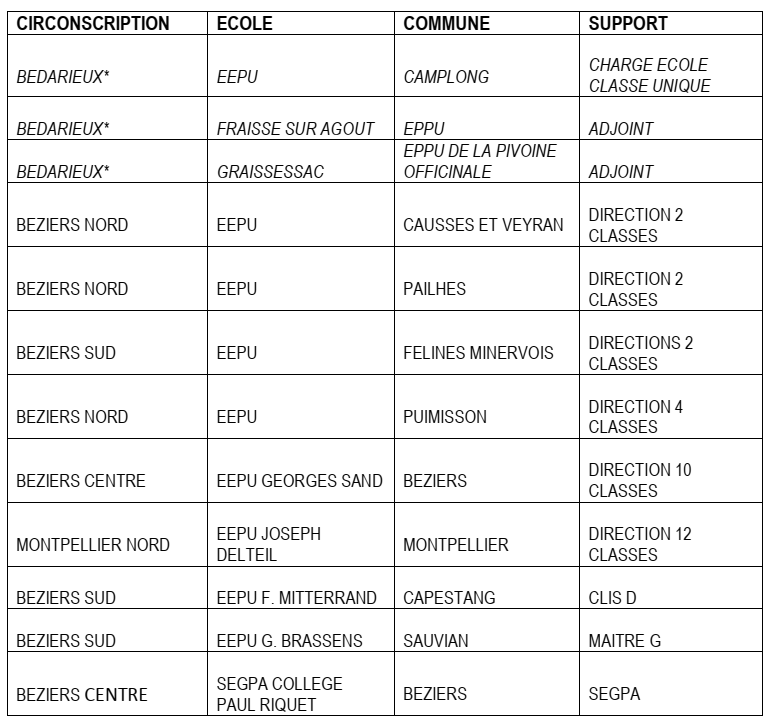 CIRCONSCRIPTION ECOLE COMMUNE SUPPORT
BEDARIEUX* EEPU CAMPLONG CHARGE ECOLE
CLASSE UNIQUE
BEDARIEUX* FRAISSE SUR AGOUT EPPU ADJOINT
BEDARIEUX* GRAISSESSAC EPPU DE LA PIVOINE
OFFICINALE ADJOINT
BEZIERS NORD EEPU CAUSSES ET VEYRAN DIRECTION 2
CLASSES
BEZIERS NORD EEPU PAILHES DIRECTION 2
CLASSES
BEZIERS SUD EEPU FELINES MINERVOIS DIRECTIONS 2
CLASSES
BEZIERS NORD EEPU PUIMISSON DIRECTION 4
CLASSES
BEZIERS CENTRE EEPU GEORGES SAND BEZIERS DIRECTION 10
CLASSES
MONTPELLIER NORD EEPU JOSEPH
DELTEIL MONTPELLIER DIRECTION 12
CLASSES
BEZIERS SUD EEPU F. MITTERRAND CAPESTANG CLIS D
BEZIERS SUD EEPU G. BRASSENS SAUVIAN MAITRE G
BEZIERS CENTRE SEGPA COLLEGE
PAUL RIQUET BEZIERS SEGPA